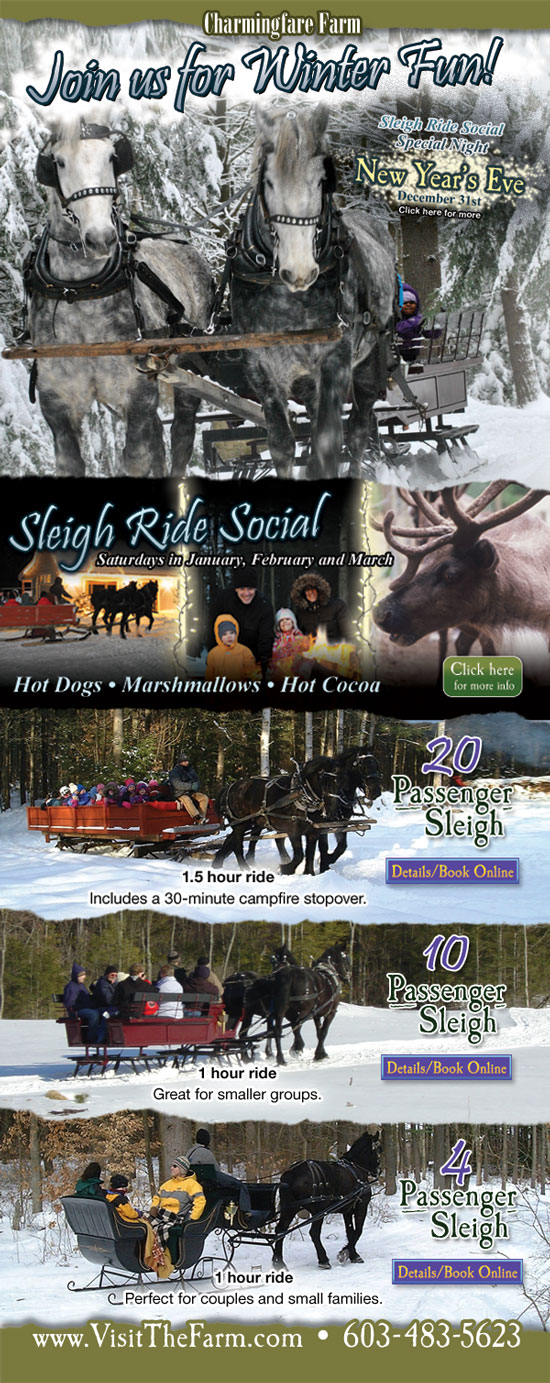 Charmingfare Farm
Join us for Winter Fun!
Sleigh Ride Social
Special Night
New Year's Eve
December 31st
Click here for more
Sleigh Ride Social
Saturdays in January, February and March
Hot Dogs • Marshmallows • Hot Cocoa
Click here
for more info
20
Passenger
Sleigh
Details/Book Online
1.5 hour ride
Includes a 30-minute campfire stopover.
10
Passenger
Sleigh
Details/Book Online
1 hour ride
Great for smaller groups.
4
Passenger
Sleigh
Details/Book Online
1 hour ride
Perfect for couples and small families.
www.VisitTheFarm.com • 603-483-5623